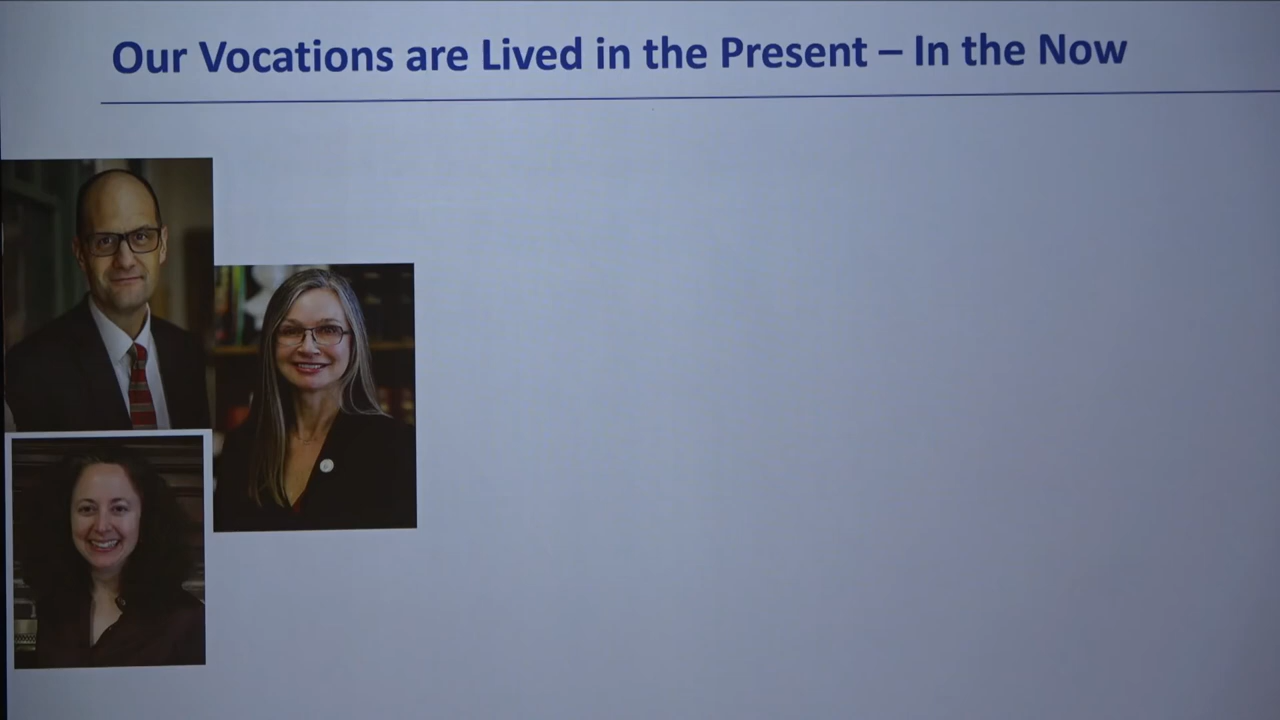 Our Vocations are Lived in the Present – In the Now